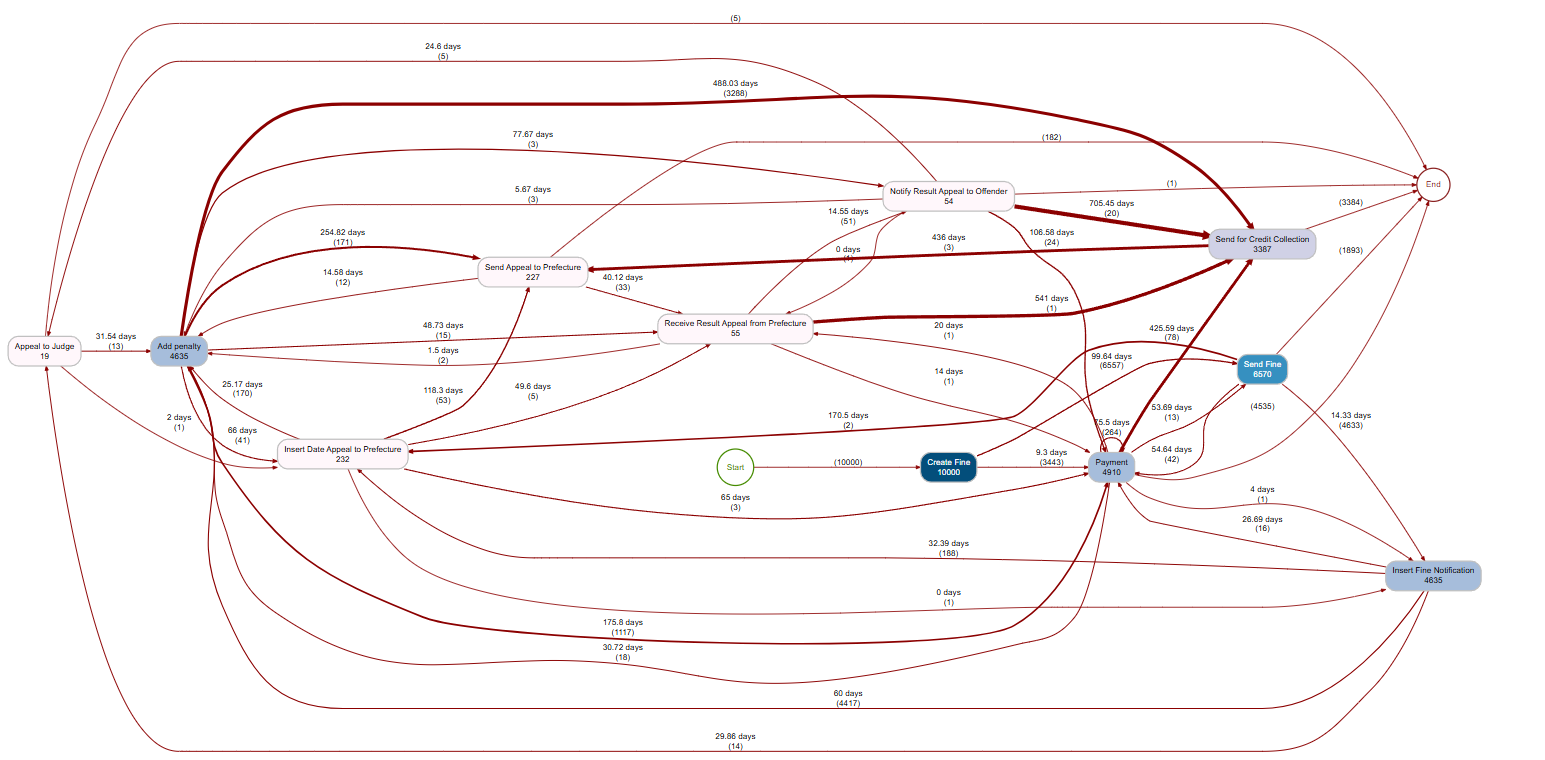 (5)
24.6 days
(5)
488.03 days
(3288)
77.67 days
(3)
(182)
5.67 days
(3)
Notify Result Appeal to Offender
54
(1)
End
705.45 days
(20)
(3384)
14.55 days
(51)
254.82 days
(171)
106.58 days
(24)
436 days
(3)
Send for Credit Collection
3387
0 days
(1)
(1893)
Send Appeal to Prefecture
227
14.58 days
(12)
40.12 days
(33)
541 days
(1)
Receive Result Appeal from Prefecture
55
48.73 days
(15)
20 days
(1)
425.59 days
(78)
31.54 days
(13)
Appeal to Judge
19
Add penalty
4635
1.5 days
(2)
99.64 days
(6557)
Send Fine
6570
14 days
(1)
25.17 days
(170)
118.3 days
(53)
49.6 days
(5)
2 days
(1)
66 days
(41)
170.5 days
(2)
75.5 days
(264)
53.69 days
(13)
(4535)
14.33 days
(4633)
Insert Date Appeal to Prefecture
232
54.64 days
(42)
Start
(10000)
Create Fine
10000
9.3 days
(3443)
Payment
4910
65 days
(3)
4 days
(1)
26.69 days
(16)
32.39 days
(188)
Insert Fine Notification
4635
0 days
(1)
175.8 days
(1117)
30.72 days
(18)
60 days
(4417)
29.86 days
(14)